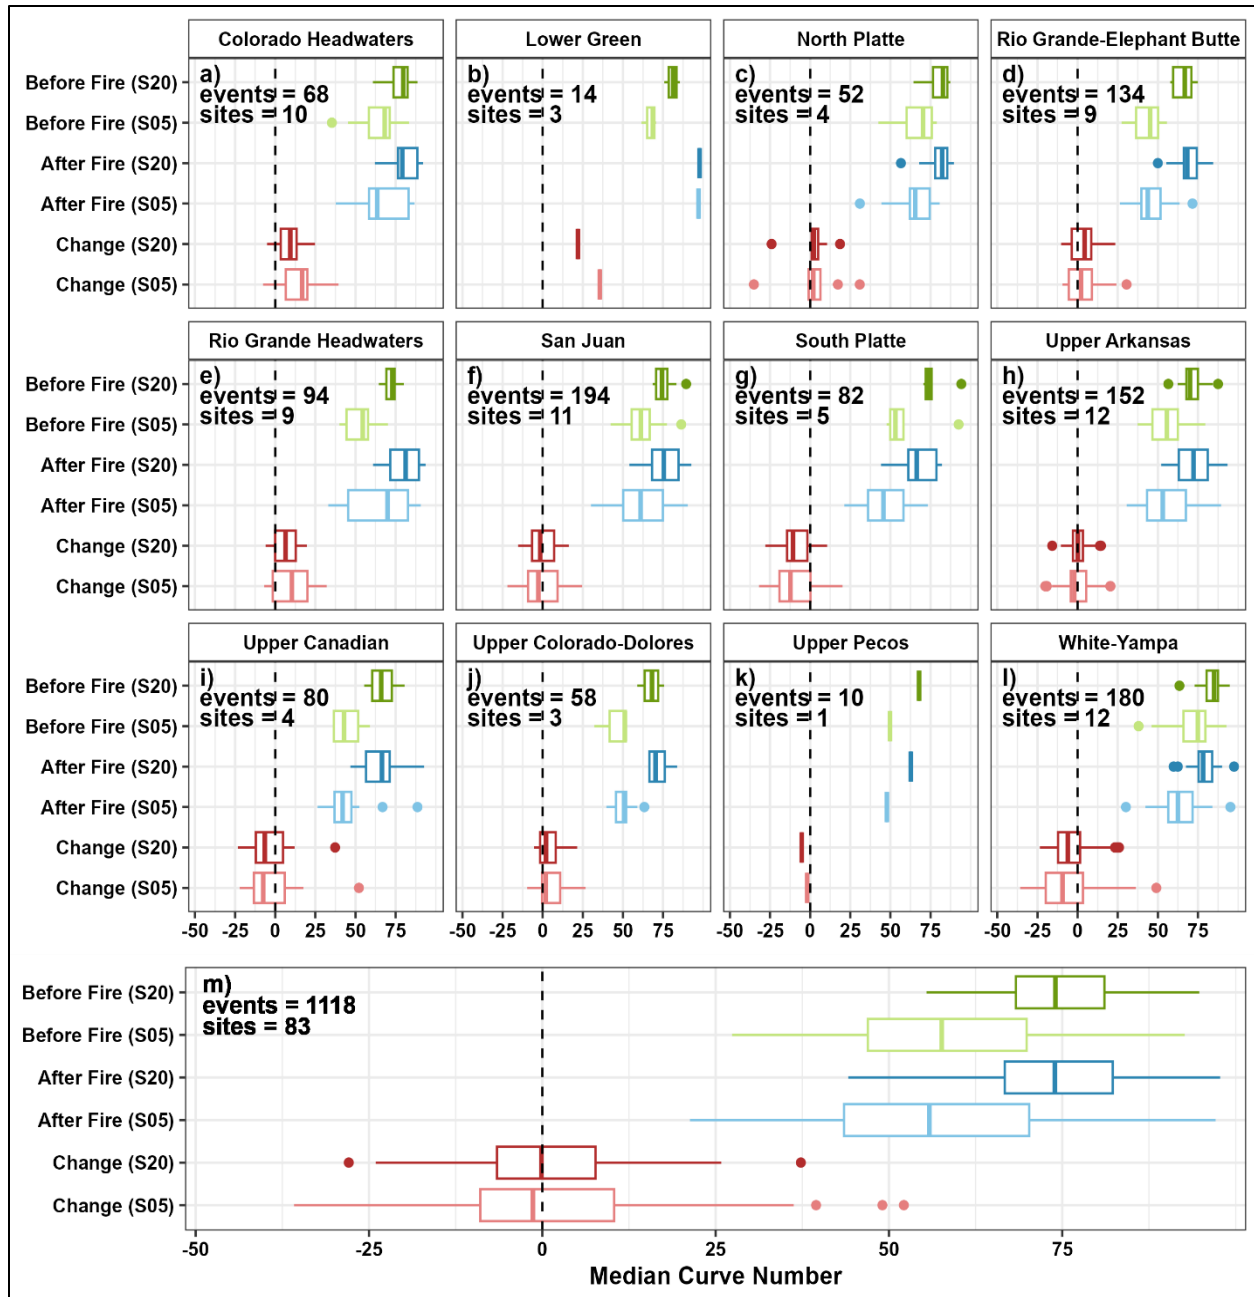 Colorado Headwaters
Lower Green
North Platte
Rio Grande-Elephant Butte
Before Fire (S20)
Before Fire (S05)
After Fire (S20)
After Fire (S05)
Change (S20)
Change (S05)
a)
events = 68
sites = 10
b)
events = 14
sites = 3
c)
events = 52
sites = 4
d)
events = 134
sites = 9
Rio Grande Headwaters
San Juan
South Platte
Upper Arkansas
Before Fire (S20)
Before Fire (S05)
After Fire (S20)
After Fire (S05)
Change (S20)
Change (S05)
e)
events = 94
sites = 9
f)
events = 194
sites = 11
g)
events = 82
sites = 5
h)
events = 152
sites = 12
Upper Canadian
Upper Colorado-Dolores
Upper Pecos
White-Yampa
Before Fire (S20)
Before Fire (S05)
After Fire (S20)
After Fire (S05)
Change (S20)
Change (S05)
i)
events = 80
sites = 4
j)
events = 58
sites = 3
k)
events = 10
sites = 1
l)
events = 180
sites = 12
-50 -25 0 25 50 75
-50 -25 0 25 50 75
-50 -25 0 25 50 75
-50 -25 0 25 50 75
Before Fire (S20)
Before Fire (S05)
After Fire (S20)
After Fire (S05)
Change (S20)
Change (S05)
m)
events = 1118
sites = 83
-50 -25 0 25 50 75
Median Curve Number